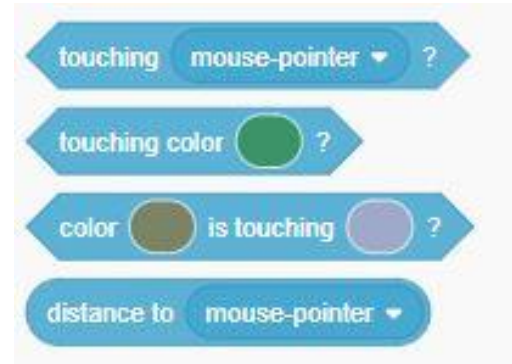 touching mouse-pointer ?
touching color ?
color is touching ?
distance to mouse-pointer